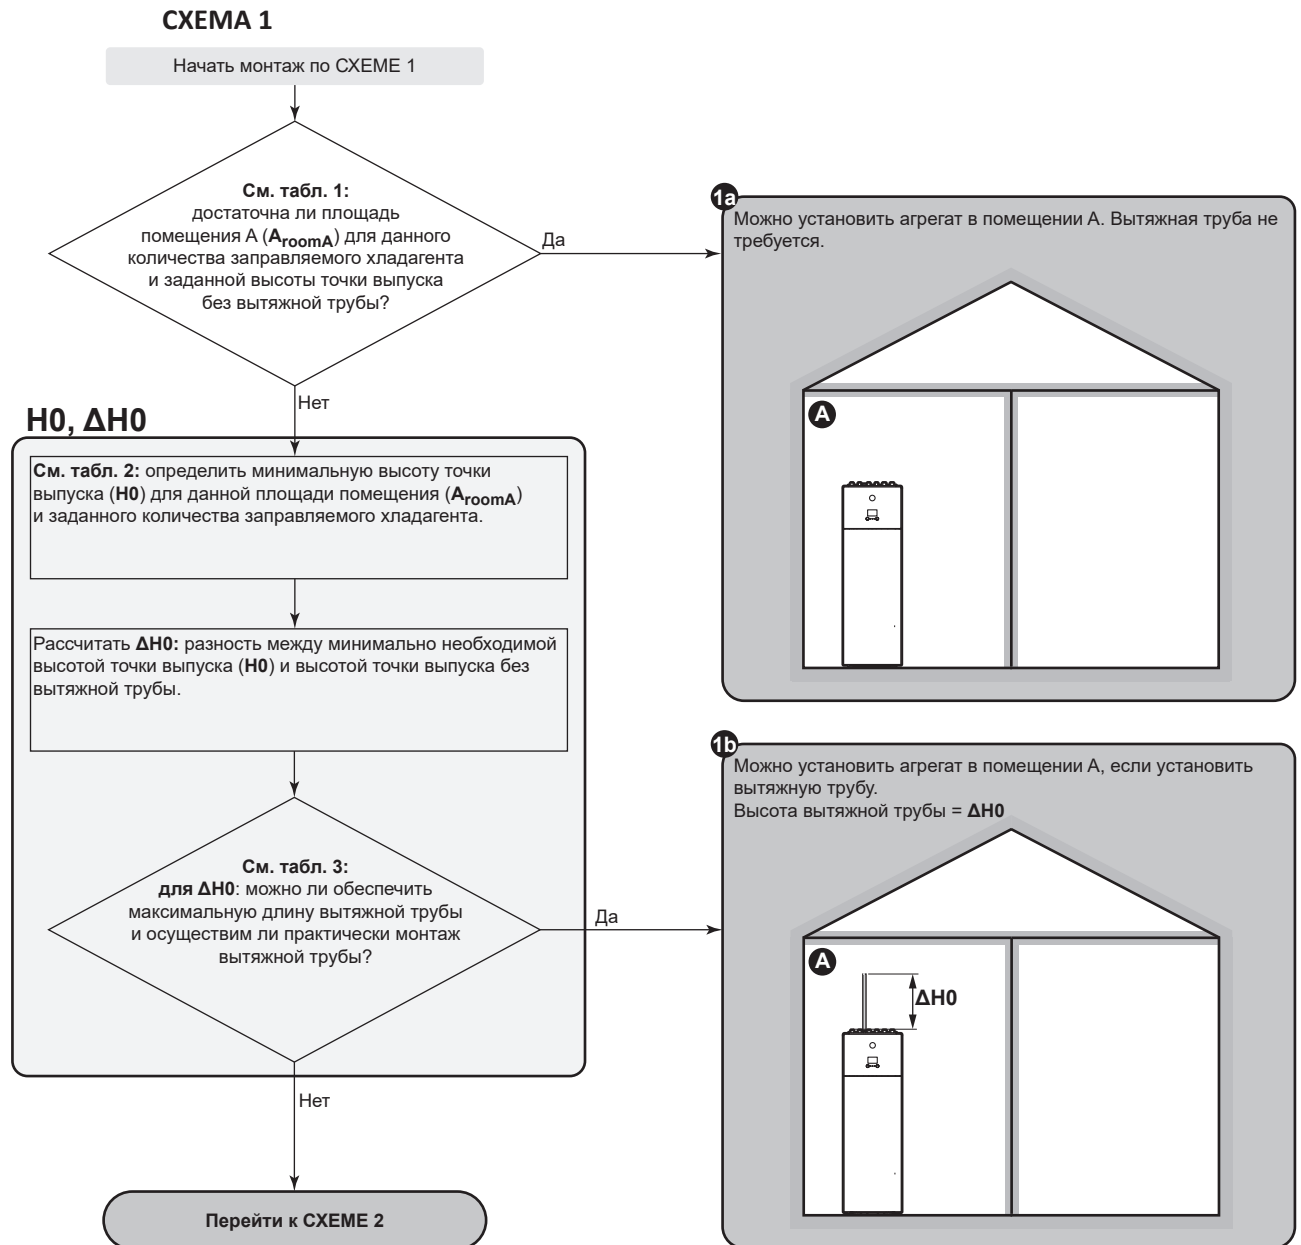 СХЕМА 1
Начать монтаж по СХЕМЕ 1
См. табл. 1:
достаточна ли площадь
помещения A (AroomA) для данного
количества заправляемого хладагента
и заданной высоты точки выпуска
без вытяжной трубы?
Да
Нет
1a
Можно установить агрегат в помещении A. Вытяжная труба не
требуется.
A
H0, ΔH0
См. табл. 2: определить минимальную высоту точки
выпуска (H0) для данной площади помещения (AroomA)
и заданного количества заправляемого хладагента.
Рассчитать ΔH0: разность между минимально необходимой
высотой точки выпуска (H0) и высотой точки выпуска без
вытяжной трубы.
См. табл. 3:
для ΔH0: можно ли обеспечить
максимальную длину вытяжной трубы
и осуществим ли практически монтаж
вытяжной трубы?
Да
Нет
1b
Можно установить агрегат в помещении A, если установить
вытяжную трубу.
Высота вытяжной трубы = ΔH0
A
ΔH0
Перейти к СХЕМЕ 2